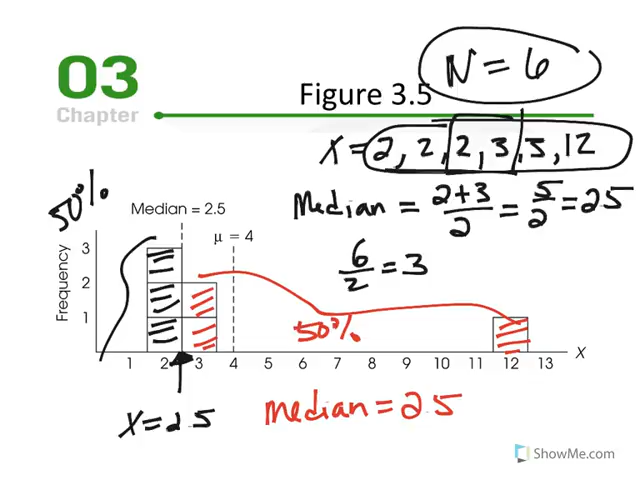 03
Chapter
Figure 3.5
N = 6
X = 2, 2, 2, 3, 5, 12
Median = 2+3/2 = 5/2 = 2.5
6/2 = 3
50%
Median = 2.5
μ = 4
Frequency
3
2
1
50%
1 2 3 4 5 6 7 8 9 10 11 12 13 X
X = 2.5
median = 2.5
ShowMe.com